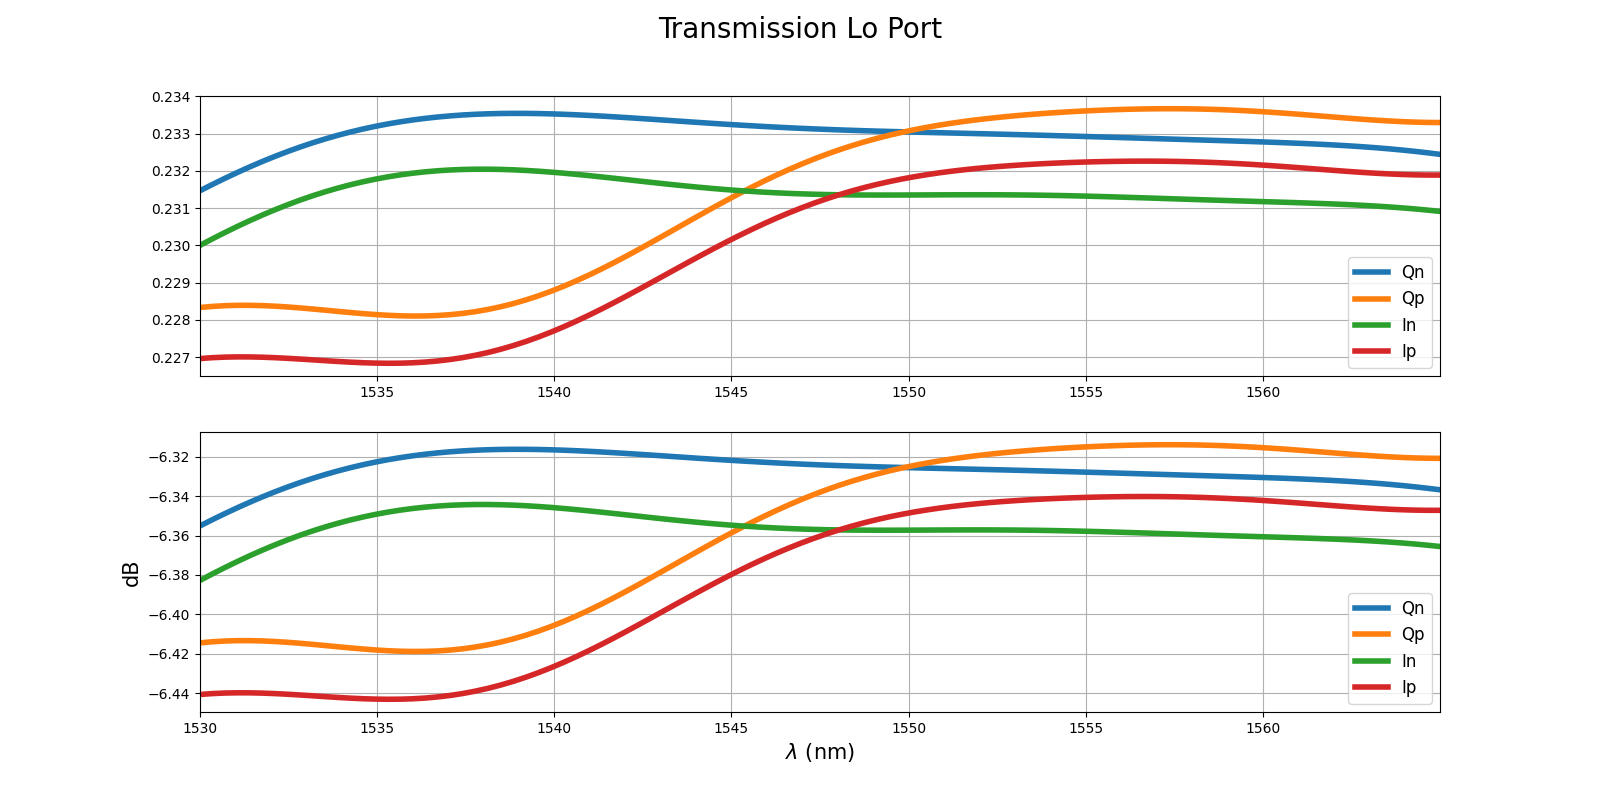 Transmission Lo Port
0.234
0.233
0.232
0.231
0.230
0.229
0.228
0.227
1535 1540 1545 1550 1555 1560
Qn
Qp
In
Ip
−6.32
−6.34
−6.36
−6.38
−6.40
−6.42
−6.44
dB
1530 1535 1540 1545 1550 1555 1560
λ (nm)
Qn
Qp
In
Ip